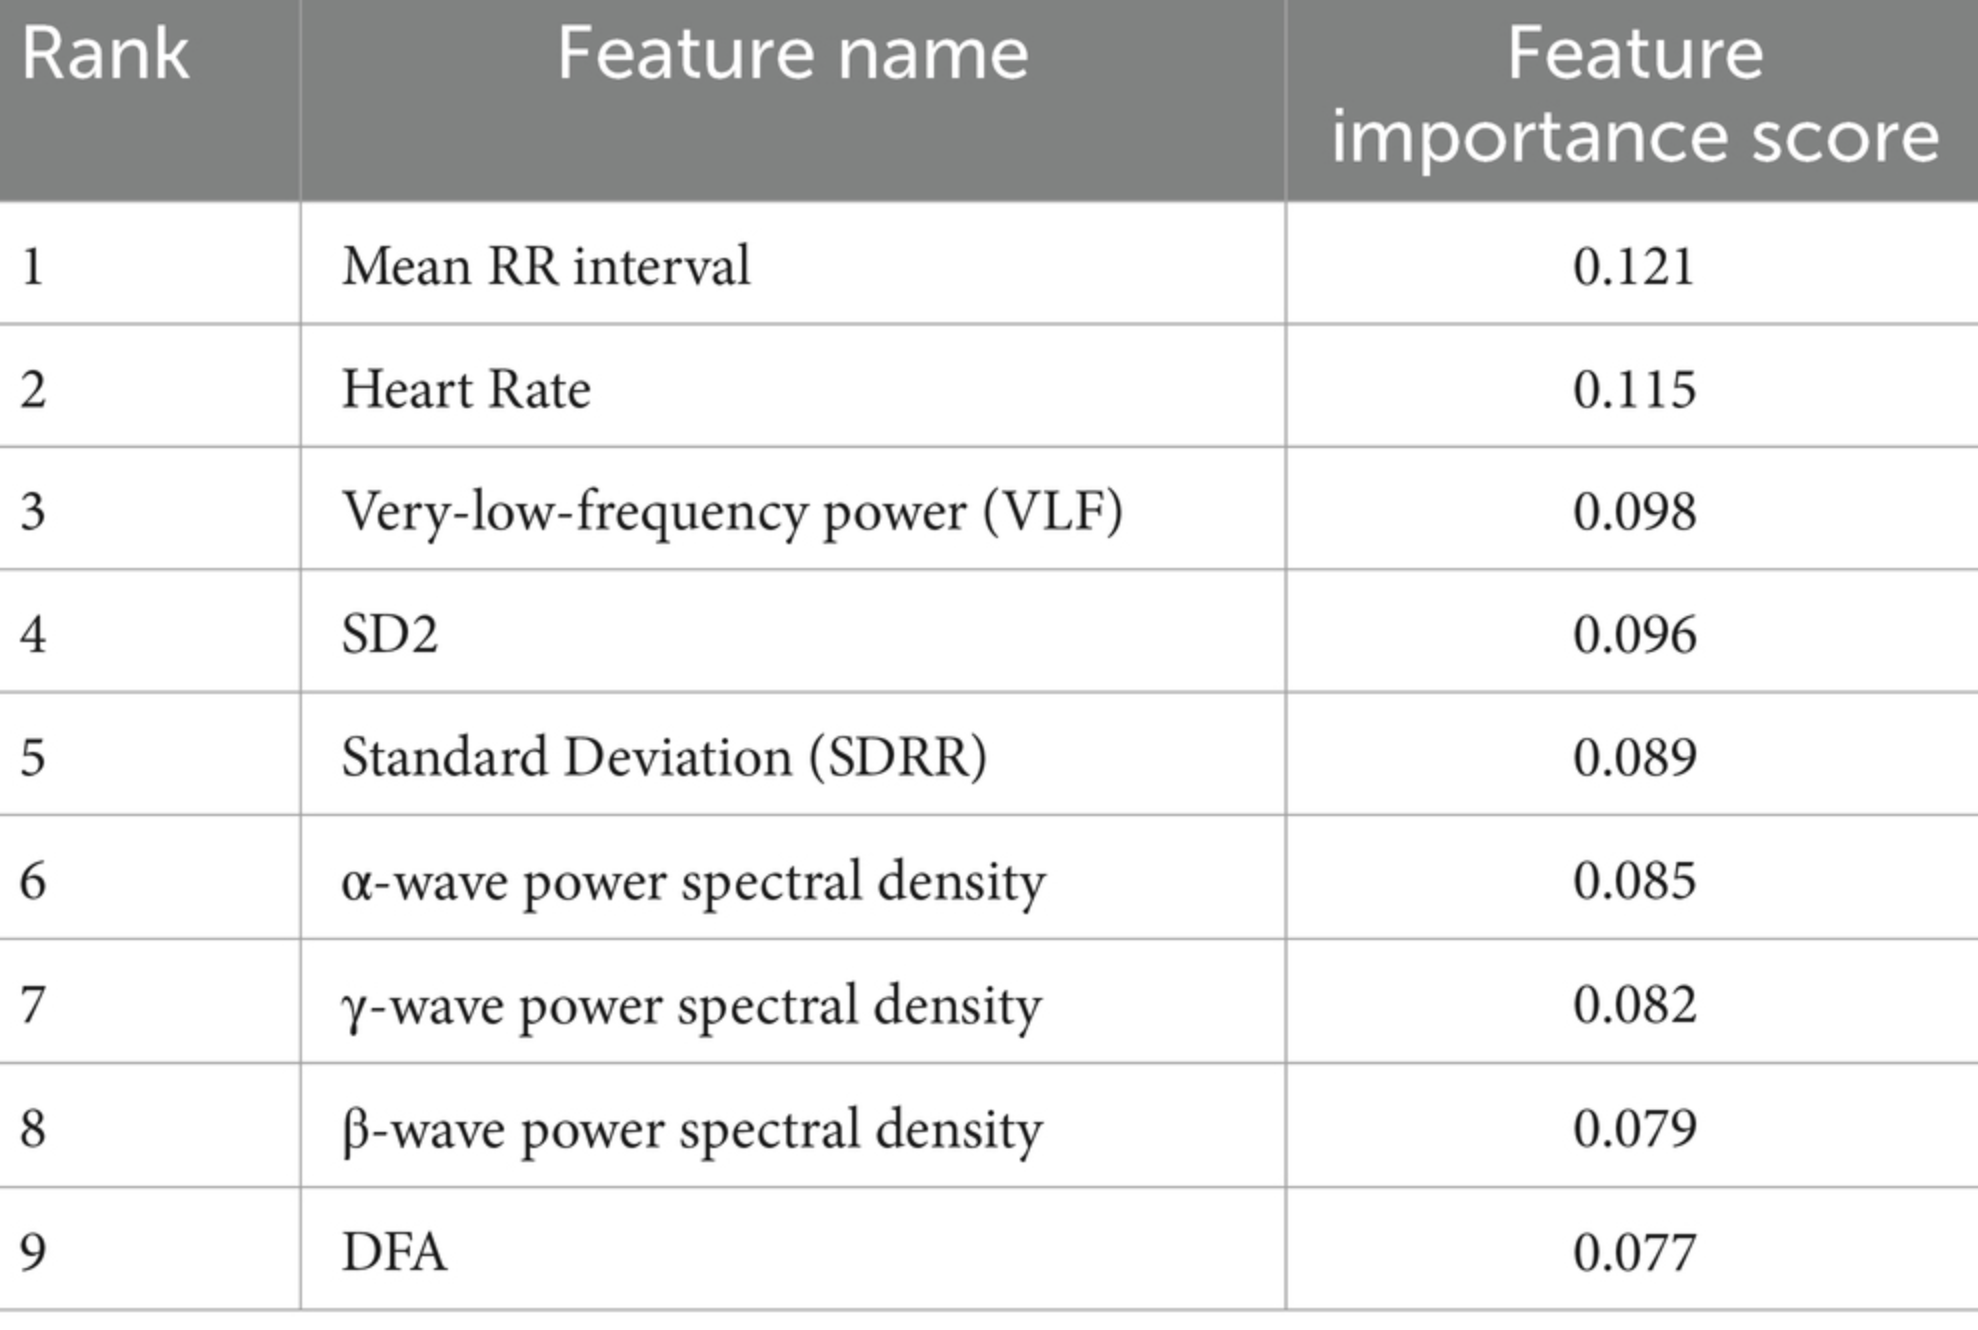 Rank Feature name Feature
importance score
1 Mean RR interval 0.121
2 Heart Rate 0.115
3 Very-low-frequency power (VLF) 0.098
4 SD2 0.096
5 Standard Deviation (SDRR) 0.089
6 α-wave power spectral density 0.085
7 γ-wave power spectral density 0.082
8 β-wave power spectral density 0.079
9 DFA 0.077